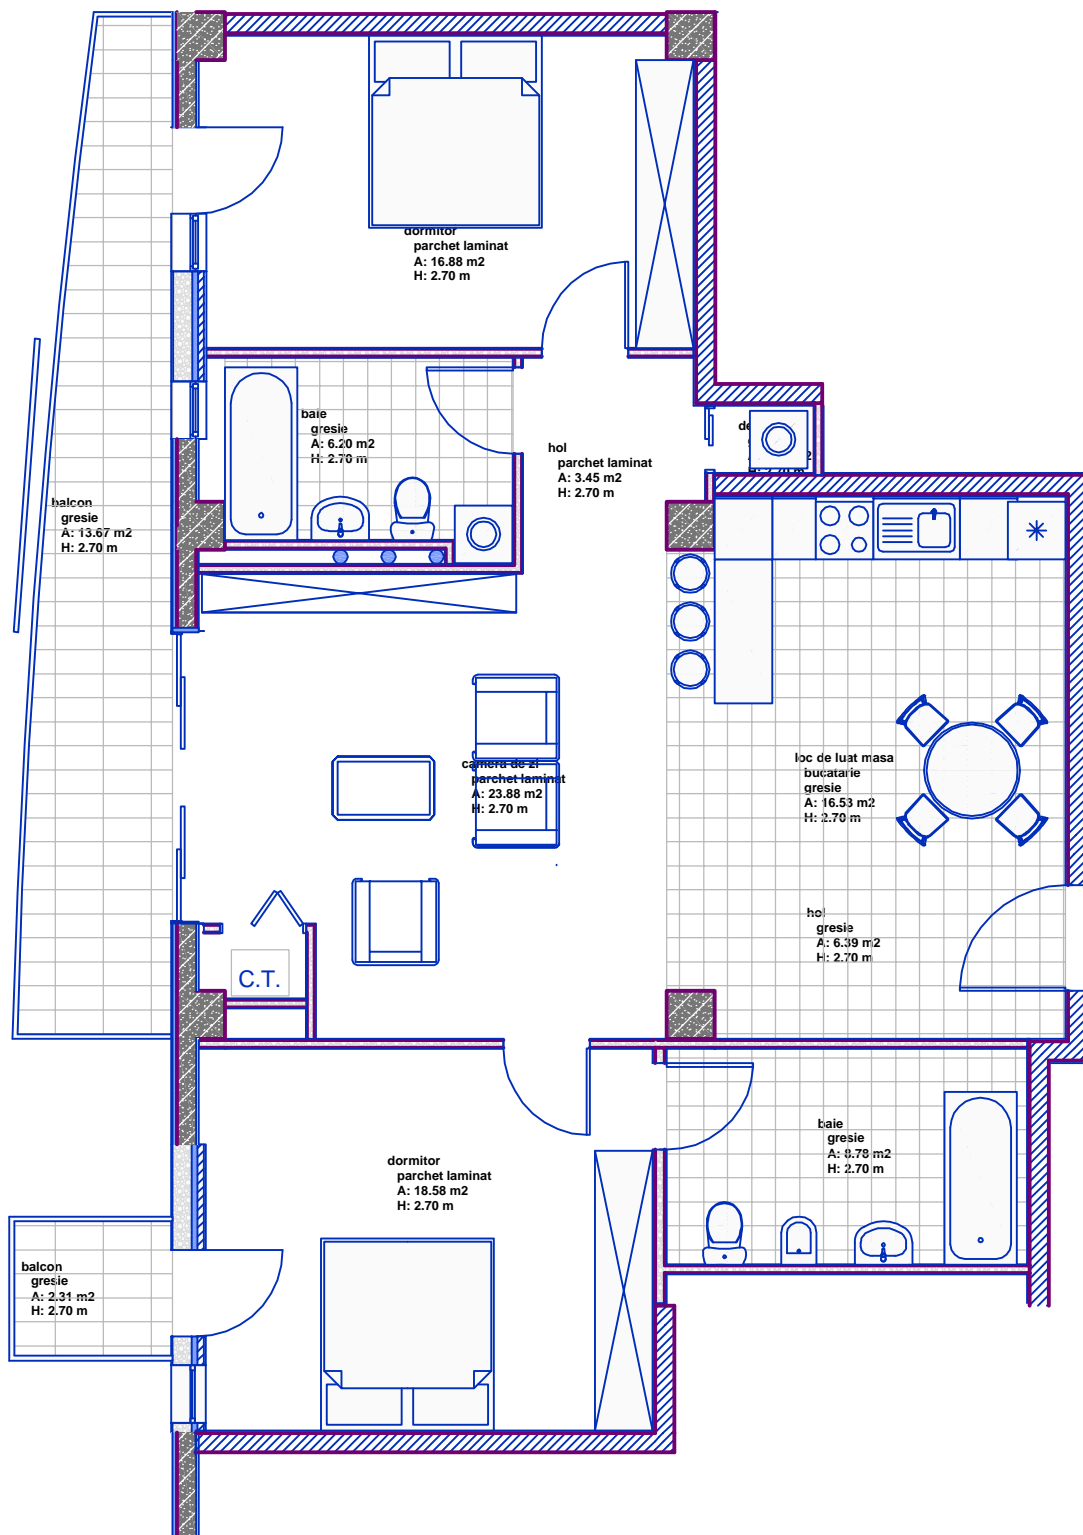 dormitor
parchet laminat
A: 16.88 m2
H: 2.70 m
baie
gresie
A: 6.20 m2
H: 2.70 m
hol
parchet laminat
A: 3.45 m2
H: 2.70 m
balcon
gresie
A: 13.67 m2
H: 2.70 m
camera de zi
parchet laminat
A: 23.88 m2
H: 2.70 m
loc de luat masa
bucatarie
gresie
A: 16.53 m2
H: 2.70 m
hol
gresie
A: 6.39 m2
H: 2.70 m
C.T.
baie
gresie
A: 8.78 m2
H: 2.70 m
dormitor
parchet laminat
A: 18.58 m2
H: 2.70 m
balcon
gresie
A: 2.31 m2
H: 2.70 m